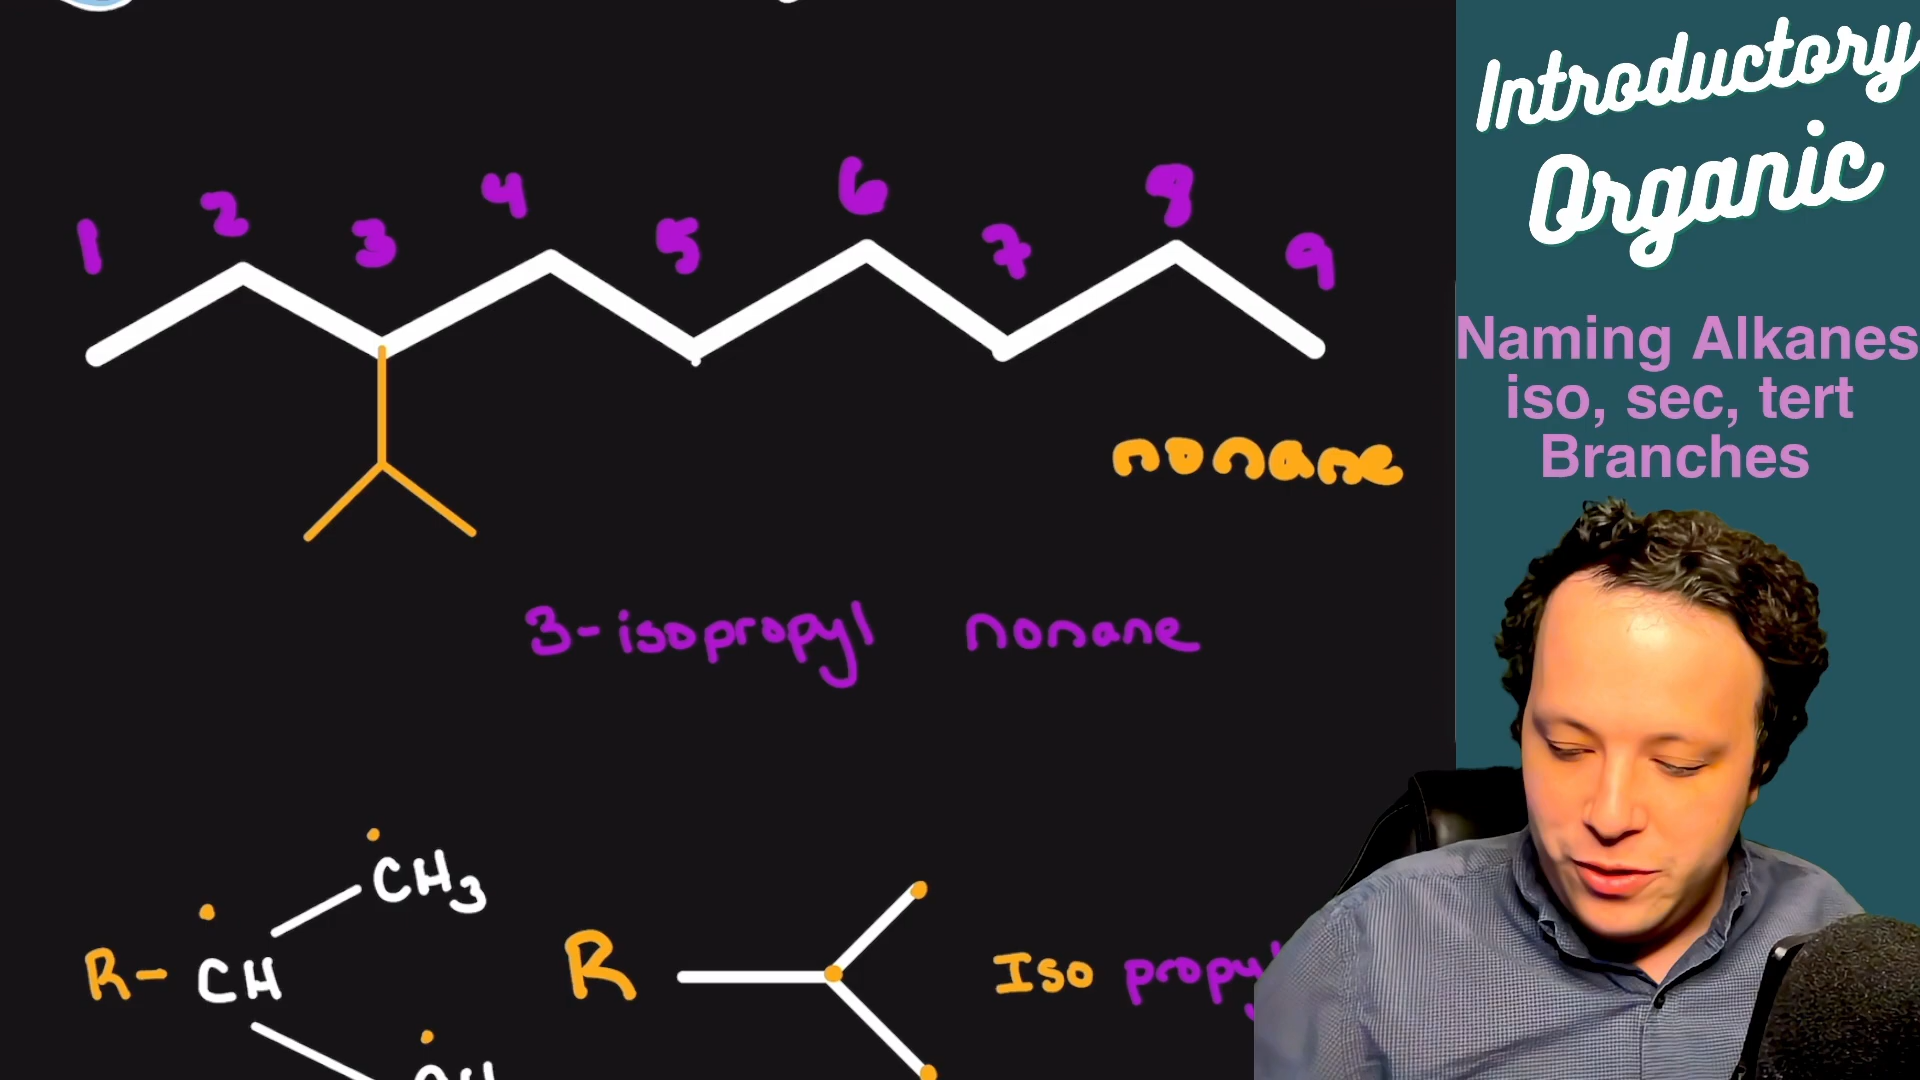 Introductory
Organic
Naming Alkanes
iso, sec, tert
Branches
1 2 3 4 5 6 7 8 9
nonane
3-isopropyl nonane
CH3
R- CH
R
Iso propyl